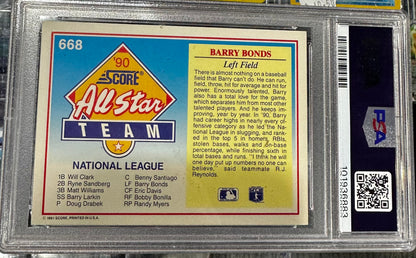 668
'90
SCORE
All-Star
TEAM
NATIONAL LEAGUE
1B Will Clark
2B Ryne Sandberg
3B Matt Williams
SS Barry Larkin
P Doug Drabek
C Benny Santiago
LF Barry Bonds
CF Eric Davis
RF Bobby Bonilla
RP Randy Myers
© 1991 SCORE, PRINTED IN U.S.A.
BARRY BONDS
Left Field
There is almost nothing on a baseball
field that Barry can't do. He can run,
field, throw, hit for average and hit for
power. Enormously talented, Barry
also has a total love for the game,
which separates him from most other
talented players. And he keeps im-
proving, year by year. In '90, Barry
had career highs in nearly every of-
fensive category as he led the Na-
tional League in slugging, and rank-
ed in the top 5 in homers, RBIs,
stolen bases, walks and on-base
percentage, while finishing sixth in
total bases and runs. "I think he will
one day put up numbers no one can
believe," said teammate R.J.
Reynolds.
PSA
101936883